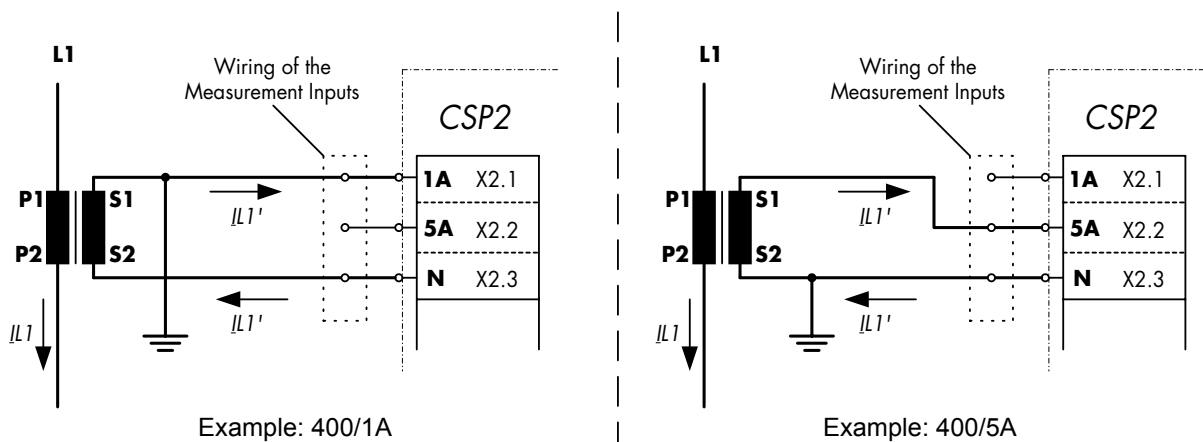 L1
Wiring of the
Measurement Inputs
CSP2
P1
S1
P2
S2
IL1'
IL1'
IL1
1A X2.1
5A X2.2
N X2.3
Example: 400/1A
L1
Wiring of the
Measurement Inputs
CSP2
P1
S1
P2
S2
IL1'
IL1'
IL1
1A X2.1
5A X2.2
N X2.3
Example: 400/5A